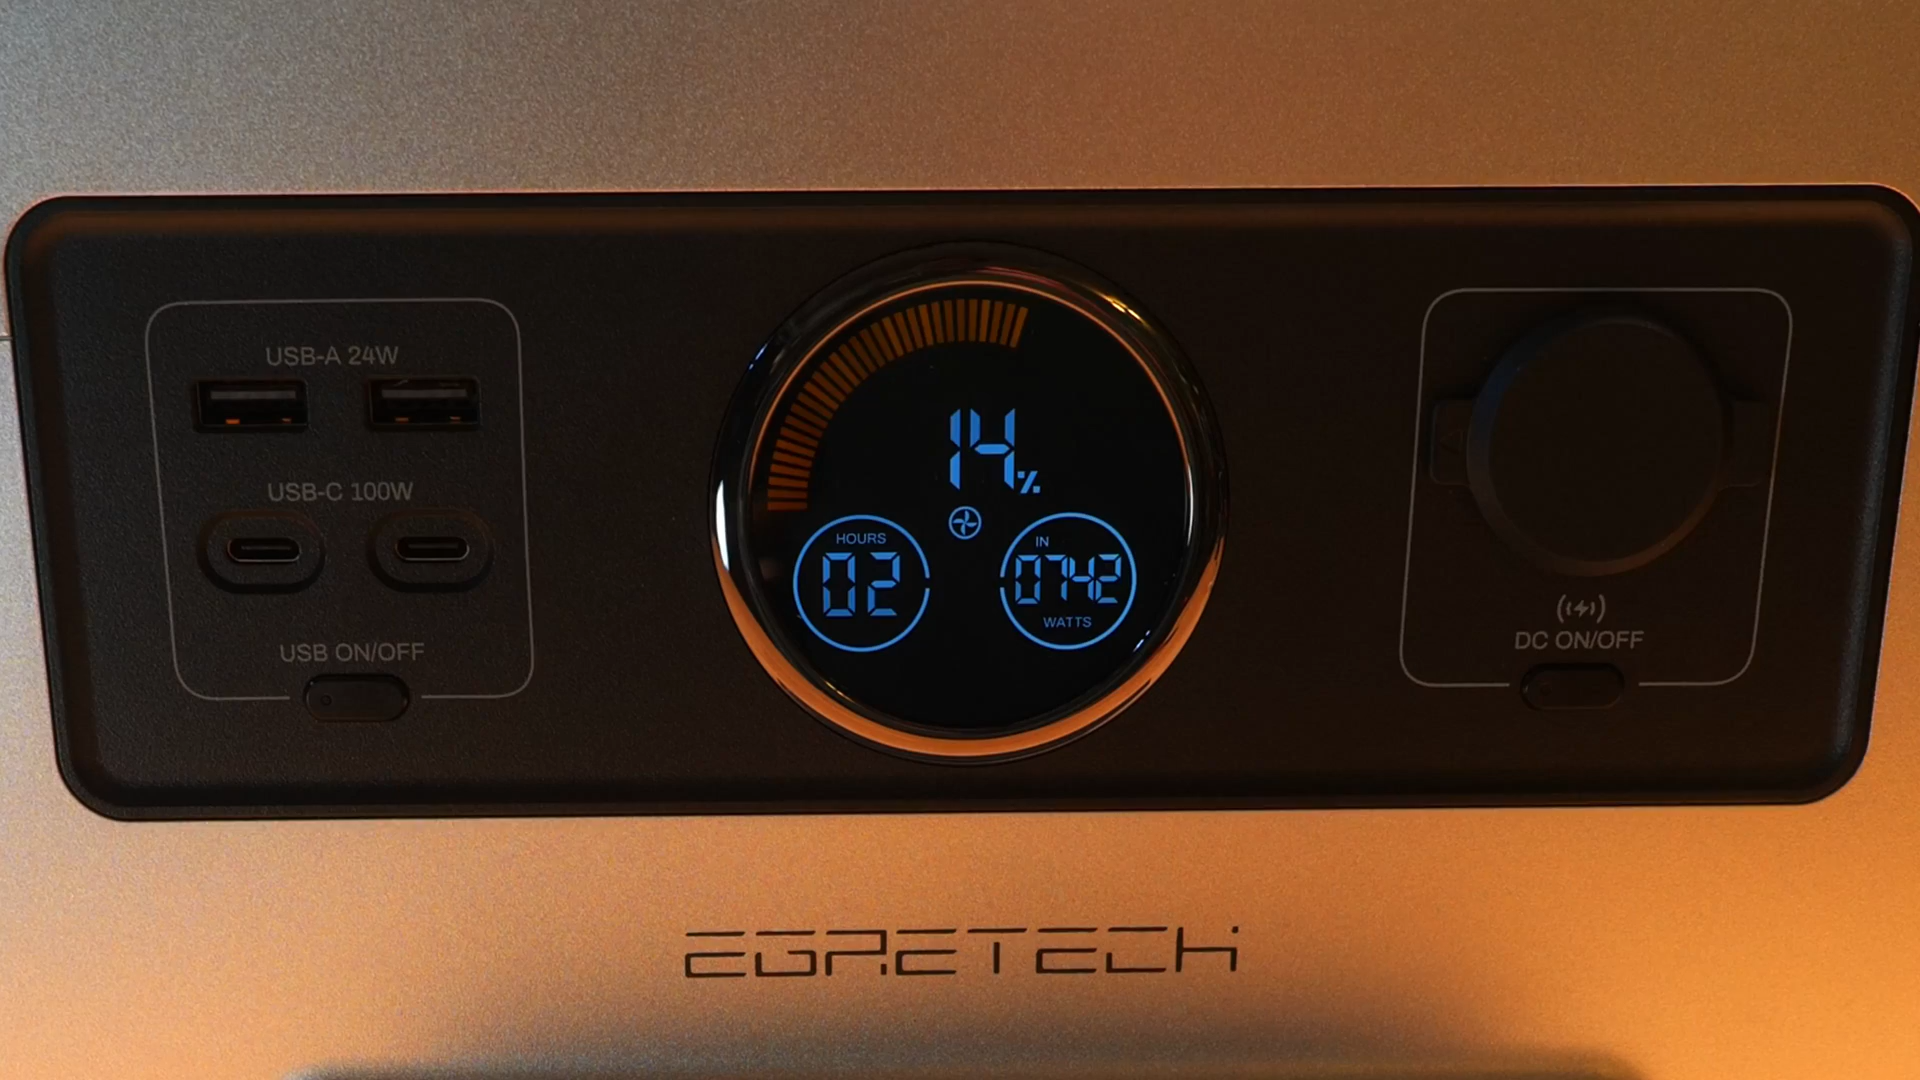 USB-A 24W
USB-C 100W
USB ON/OFF
14%
HOURS
02
IN
0742
WATTS
DC ON/OFF
EGRETECH